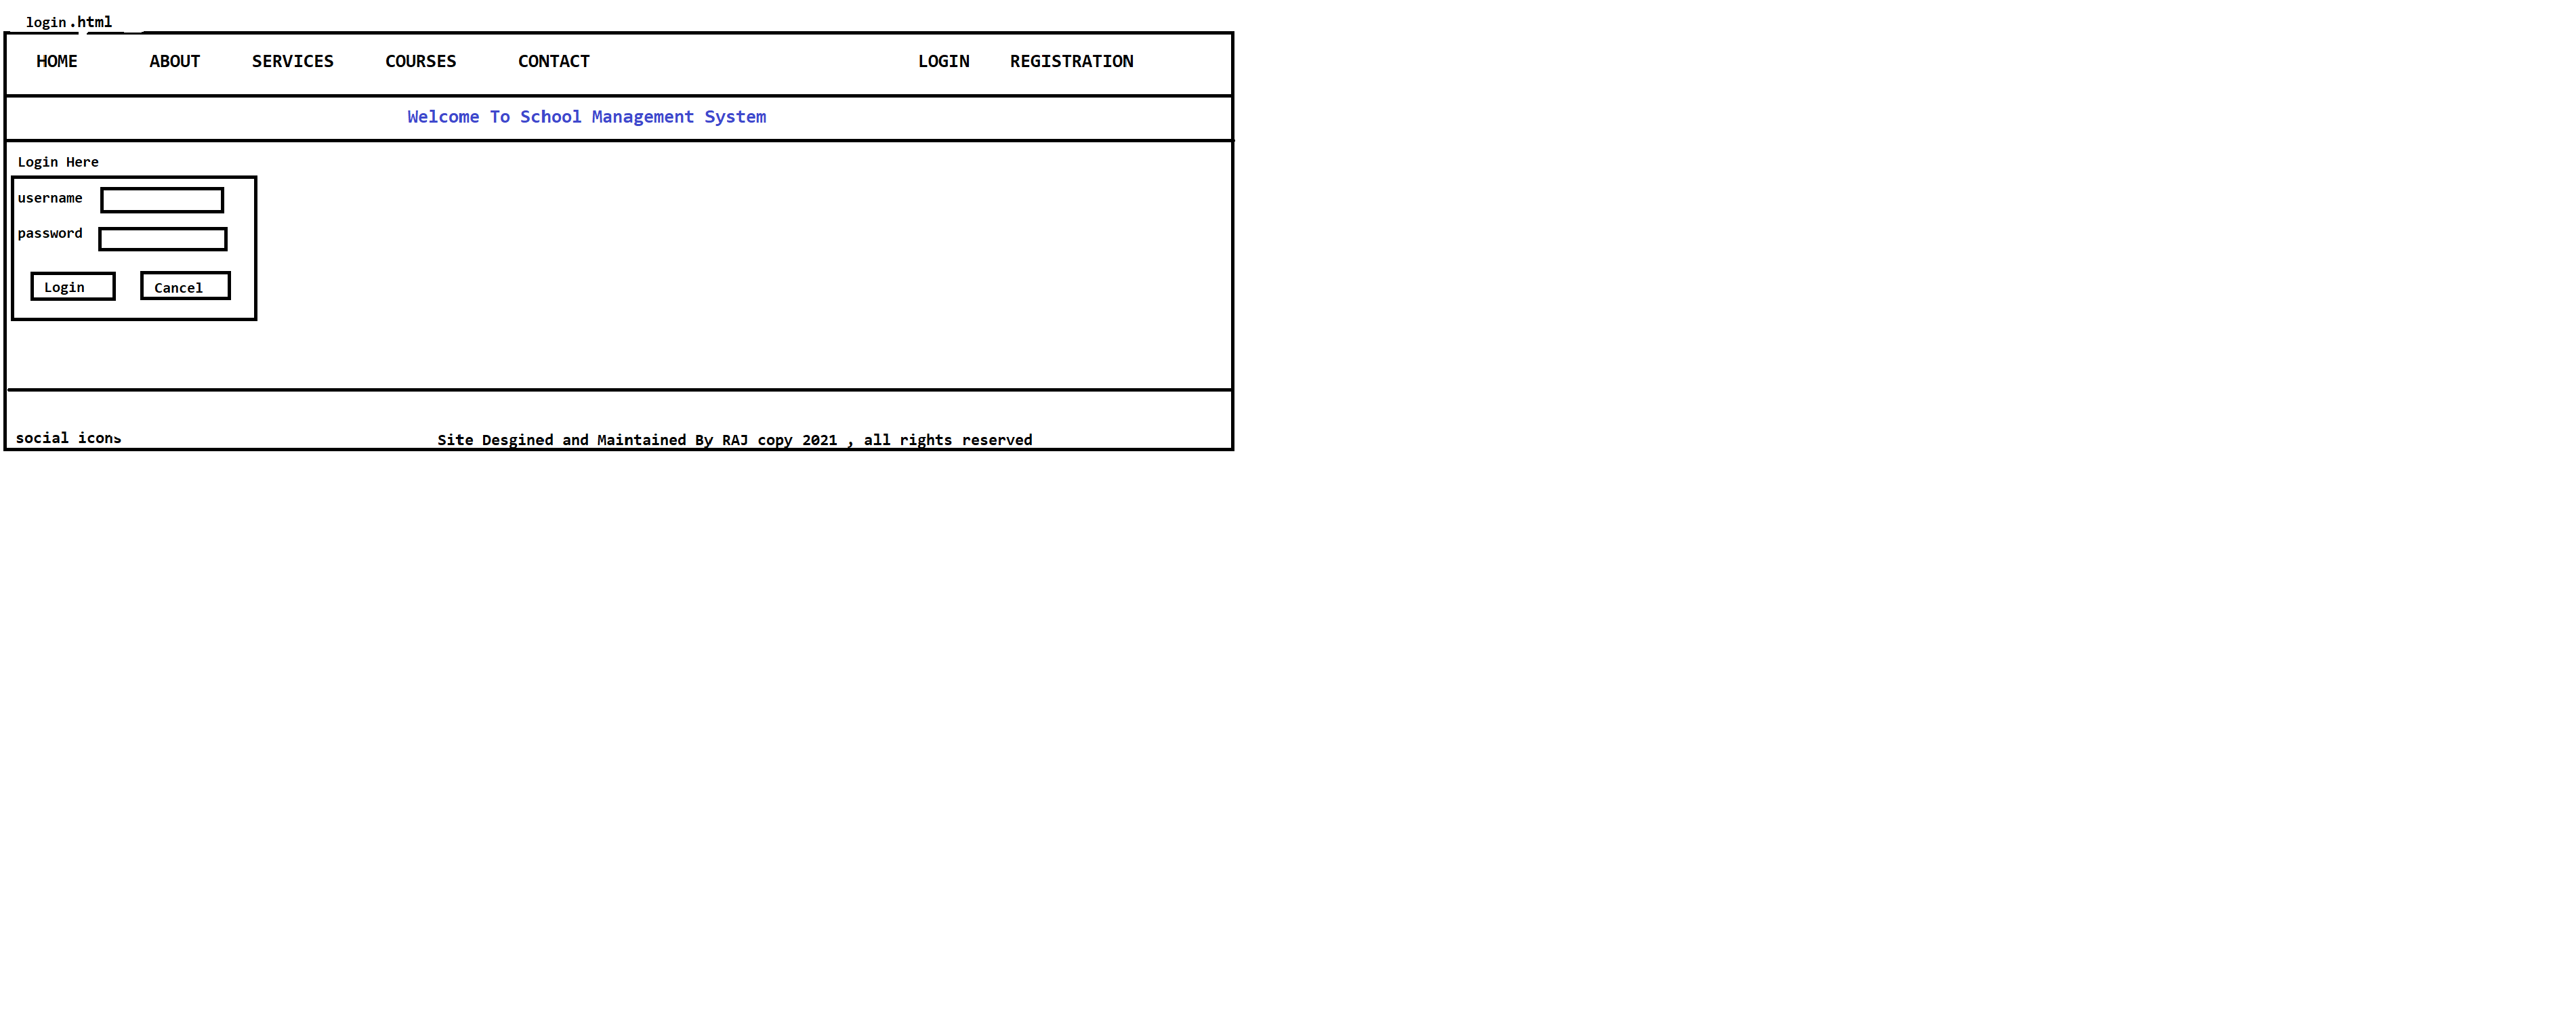 login.html
HOME ABOUT SERVICES COURSES CONTACT LOGIN REGISTRATION
Welcome To School Management System
Login Here
username
password
Login Cancel
social icons Site Desgined and Maintained By RAJ copy 2021 , all rights reserved